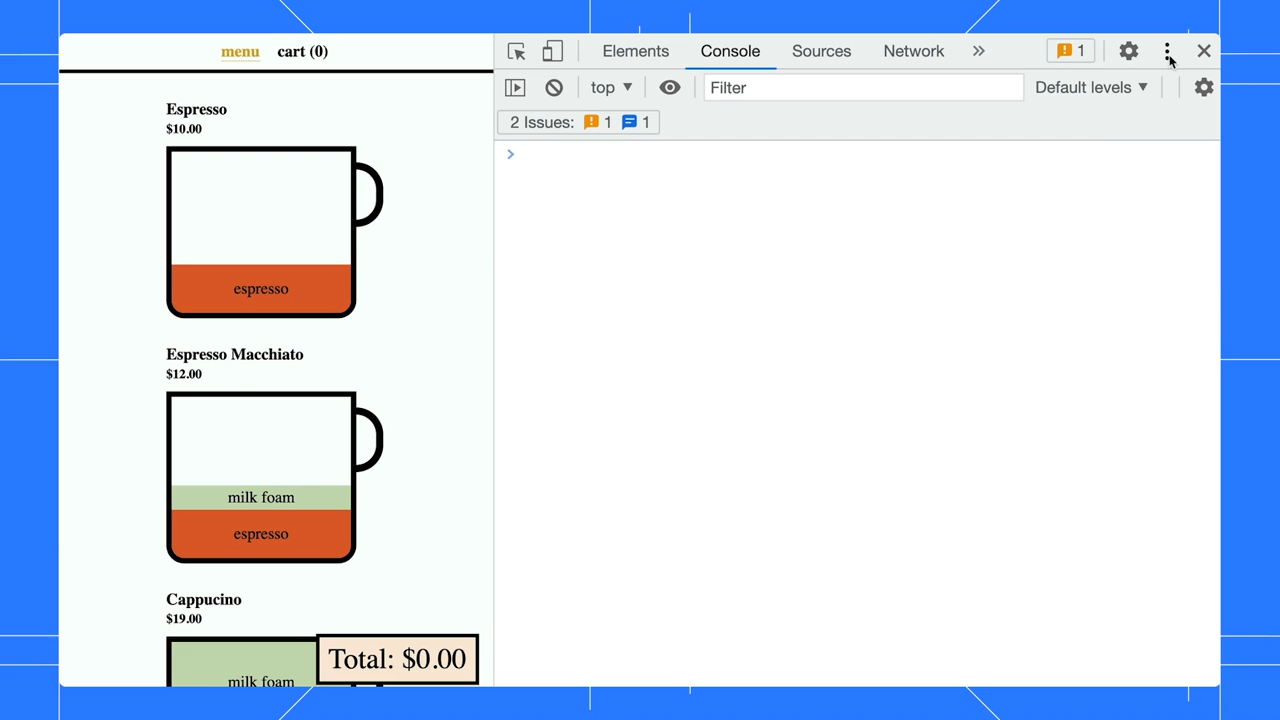 menu cart (0)
Espresso
$10.00
espresso
Espresso Macchiato
$12.00
milk foam
espresso
Cappucino
$19.00
milk foam
Total: $0.00
Elements Console Sources Network » 1
top ▼ Filter Default levels ▼
2 Issues: 1 1
>